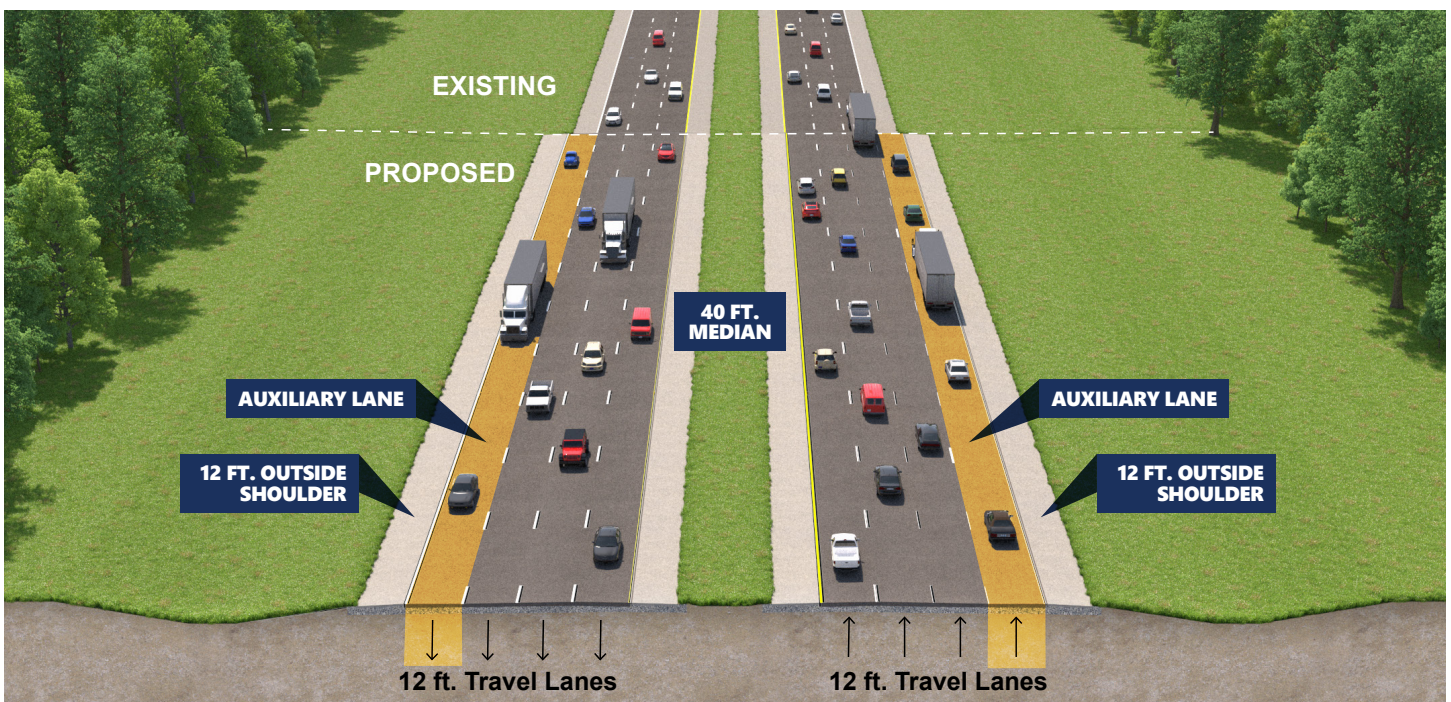 EXISTING
PROPOSED
40 FT.
MEDIAN
AUXILIARY LANE
AUXILIARY LANE
12 FT. OUTSIDE
SHOULDER
12 FT. OUTSIDE
SHOULDER
12 ft. Travel Lanes
12 ft. Travel Lanes